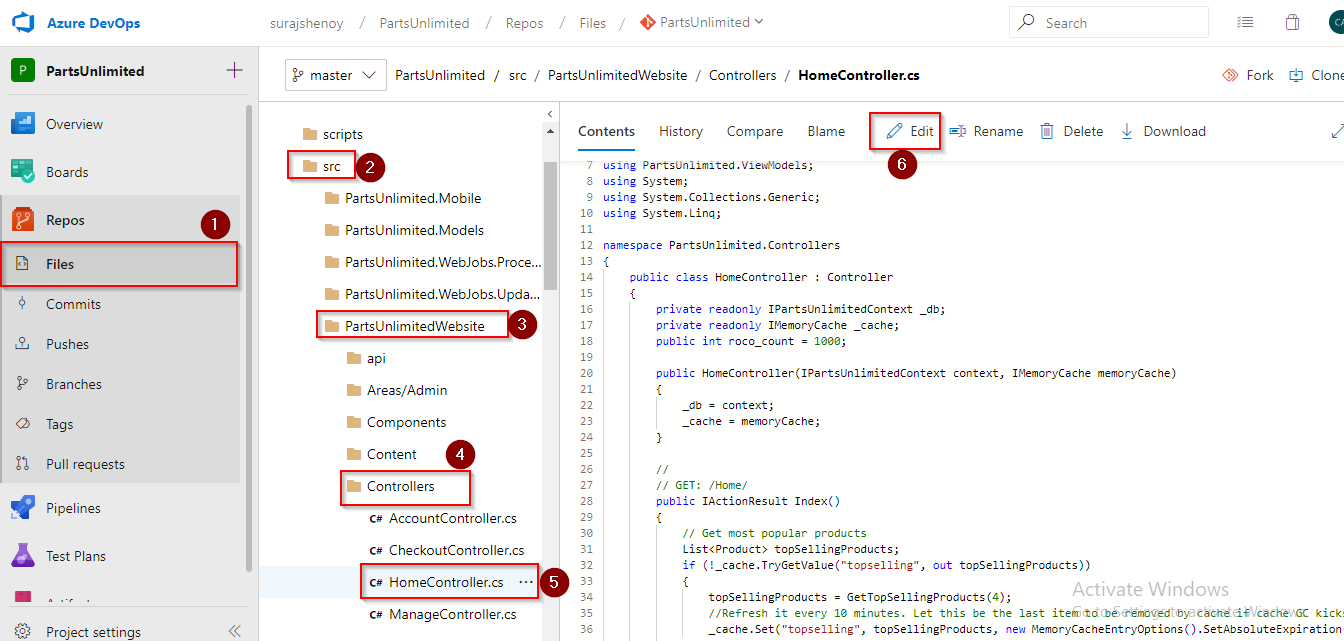 Azure DevOps
surajshenoy / PartsUnlimited / Repos / Files / PartsUnlimited
Search
CA
P PartsUnlimited
Overview
Boards
Repos
1
Files
Commits
Pushes
Branches
Tags
Pull requests
Pipelines
Test Plans
Project settings
master
PartsUnlimited / src / PartsUnlimitedWebsite / Controllers / HomeController.cs
Fork
Clone
scripts
src
2
PartsUnlimited.Mobile
PartsUnlimited.Models
PartsUnlimited.WebJobs.Proce...
PartsUnlimited.WebJobs.Upda...
PartsUnlimitedWebsite
3
api
Areas/Admin
Components
Content
4
Controllers
C# AccountController.cs
C# CheckoutController.cs
C# HomeController.cs ...
5
C# ManageController.cs
Contents History Compare Blame Edit Rename Delete Download
6
7 using PartsUnlimited.ViewModels;
8 using System;
9 using System.Collections.Generic;
10 using System.Linq;
11
12 namespace PartsUnlimited.Controllers
13 {
14 public class HomeController : Controller
15 {
16 private readonly IPartsUnlimitedContext _db;
17 private readonly IMemoryCache _cache;
18 public int roco_count = 1000;
19
20 public HomeController(IPartsUnlimitedContext context, IMemoryCache memoryCache)
21 {
22 _db = context;
23 _cache = memoryCache;
24 }
25
26 //
27 // GET: /Home/
28 public IActionResult Index()
29 {
30 // Get most popular products
31 List<Product> topSellingProducts;
32 if (!_cache.TryGetValue("topselling", out topSellingProducts))
33 {
34 topSellingProducts = GetTopSellingProducts(4);
35 //Refresh it every 10 minutes. Let this be the last item to be removed by cache if cache GC kicks
36 _cache.Set("topselling", topSellingProducts, new MemoryCacheEntryOptions().SetAbsoluteExpiration
Activate Windows
Go to Settings to activate Windows.